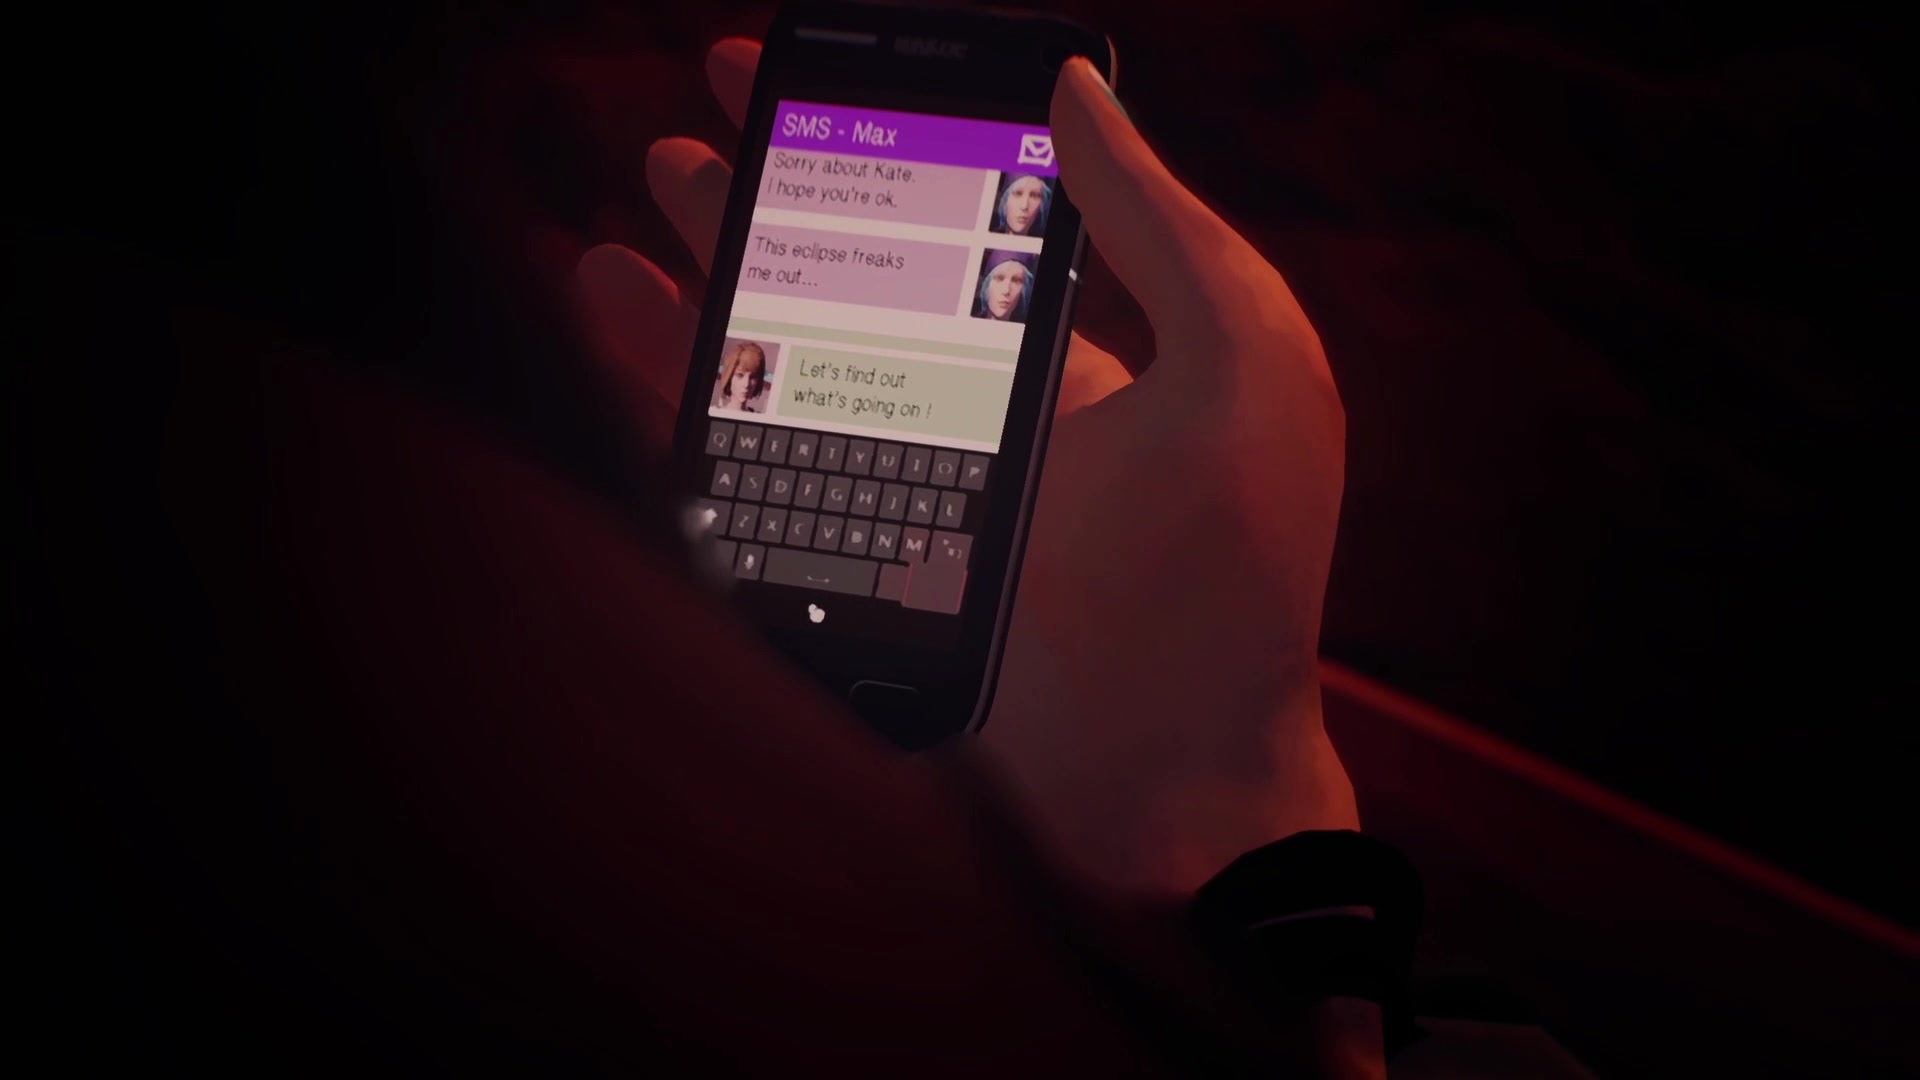 SMS - Max
Sorry about Kate.
I hope you're ok.
This eclipse freaks
me out...
Let's find out
what's going on !
Q W E R T Y U I O P
A S D F G H J K L
Z X C V B N M